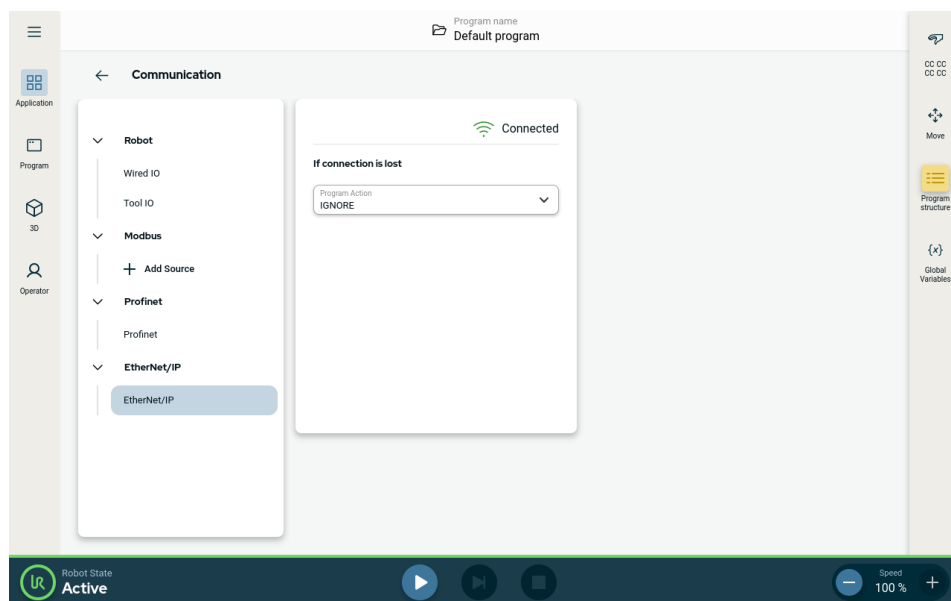 Program name
Default program
Application
Program
3D
Operator
Communication
Robot
Wired IO
Tool IO
Modbus
Add Source
Profinet
Profinet
EtherNet/IP
EtherNet/IP
Connected
If connection is lost
Program Action
IGNORE
CC CC
CC CC
Move
Program
structure
{x}
Global
Variables
UR
Robot State
Active
Speed
100 %